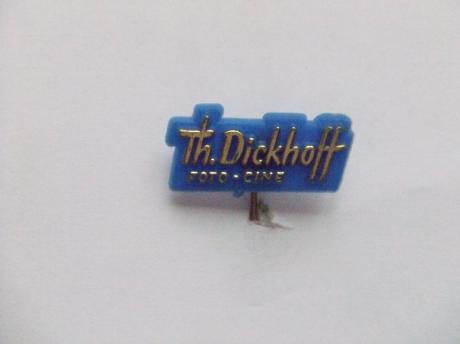 Th. Dickhoff
FOTO - CINE